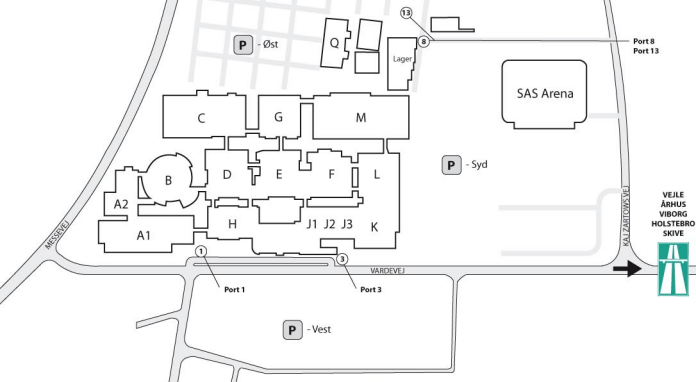 13
P - Øst
Q
8
Port 8
Port 13
Lager
SAS Arena
C
G
M
P - Syd
B
D
E
F
L
A2
H
J1 J2 J3
K
A1
VEJLE
ÅRHUS
VIBORG
HOLSTEBRO
SKIVE
MESSEVEJ
KAJ ZARTOWS VEJ
1
3
VARDEVEJ
Port 1
Port 3
P - Vest